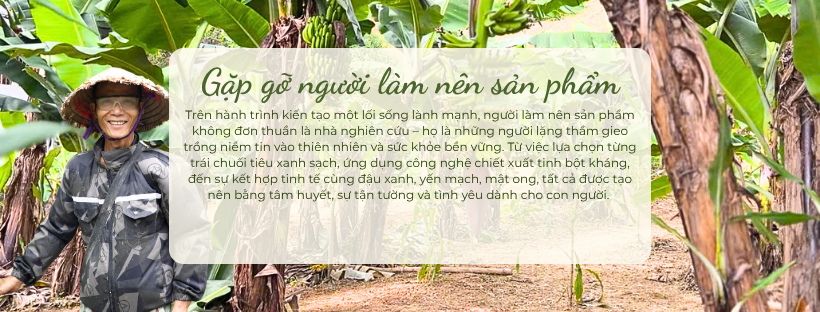 Gặp gỡ người làm nên sản phẩm
Trên hành trình kiến tạo một lối sống lành mạnh, người làm nên sản phẩm
không đơn thuần là nhà nghiên cứu – họ là những người lặng thầm gieo
trồng niềm tin vào thiên nhiên và sức khỏe bền vững. Từ việc lựa chọn từng
trái chuối tiêu xanh sạch, ứng dụng công nghệ chiết xuất tinh bột kháng,
đến sự kết hợp tinh tế cùng đậu xanh, yến mạch, mật ong, tất cả được tạo
nên bằng tâm huyết, sự tận tường và tình yêu dành cho con người.